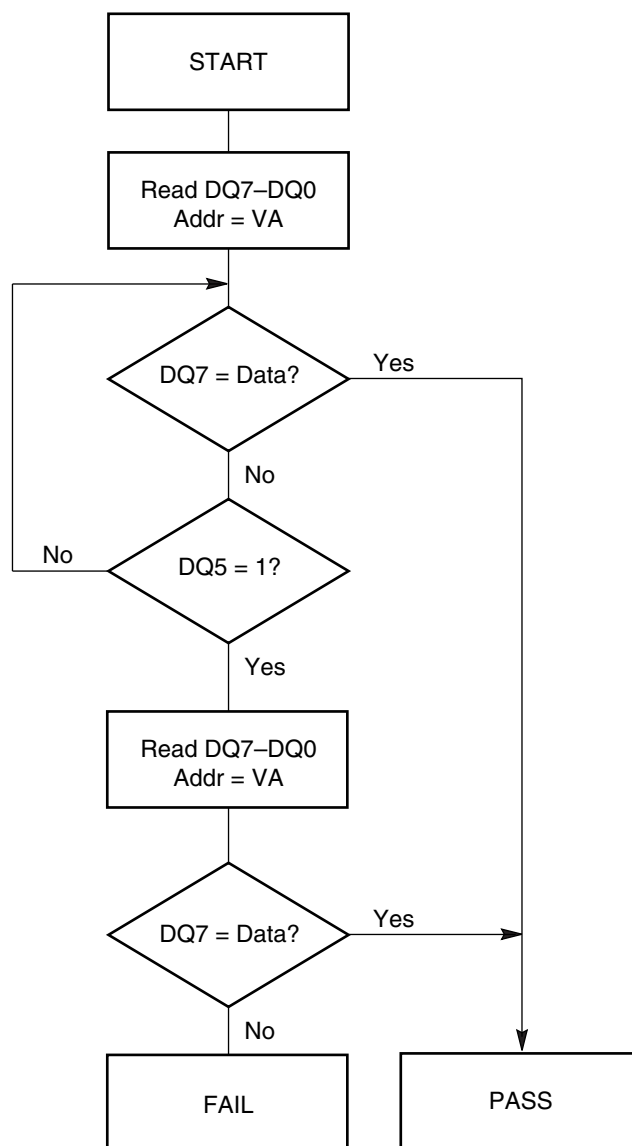 START
Read DQ7–DQ0
Addr = VA
DQ7 = Data?
Yes
No
No
DQ5 = 1?
Yes
Read DQ7–DQ0
Addr = VA
DQ7 = Data?
Yes
No
FAIL
PASS